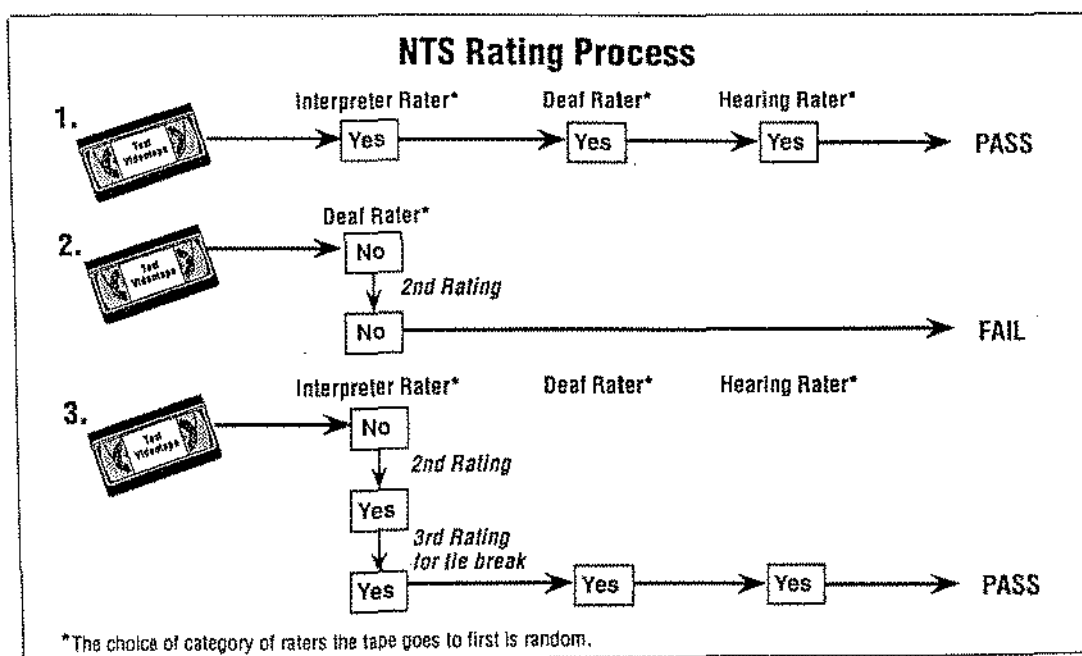 NTS Rating Process
Interpreter Rater* Deaf Rater* Hearing Rater*
1. Test Videotape Yes Yes Yes PASS
Deaf Rater*
2. Test Videotape No
2nd Rating
No FAIL
Interpreter Rater* Deaf Rater* Hearing Rater*
3. Test Videotape No
2nd Rating
Yes
3rd Rating
for tie break
Yes Yes Yes PASS
*The choice of category of raters the tape goes to first is random.